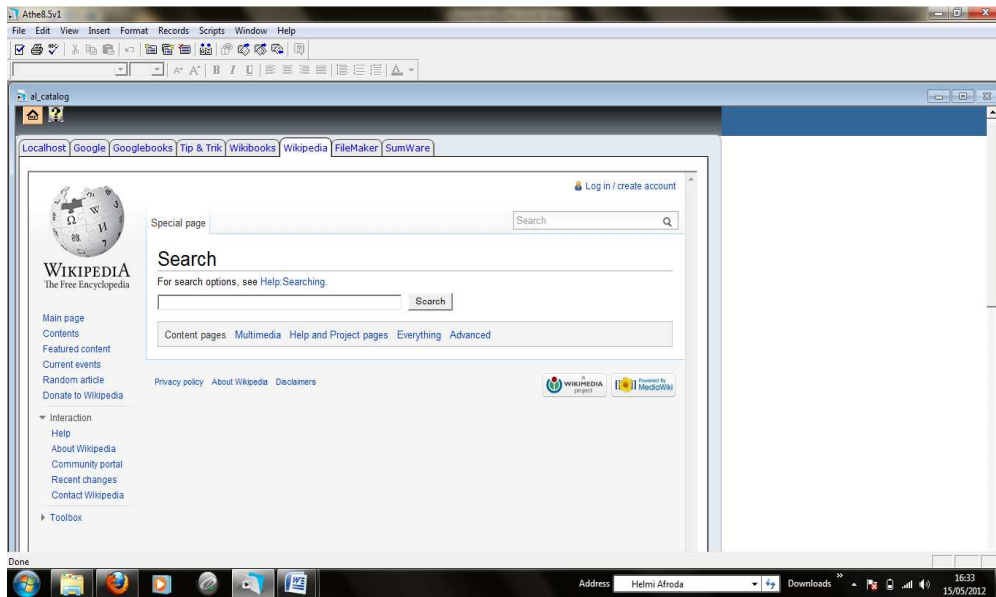 Athe8.5v1
File Edit View Insert Format Records Scripts Window Help
al_catalog
Localhost Google Googlebooks Tip & Trik Wikibooks Wikipedia FileMaker SumWare
Log in / create account
Special page
Search
WIKIPEDIA
The Free Encyclopedia
Search
For search options, see Help:Searching.
Search
Content pages Multimedia Help and Project pages Everything Advanced
Main page
Contents
Featured content
Current events
Random article
Donate to Wikipedia
Privacy policy About Wikipedia Disclaimers
A WIKIMEDIA project
Powered By MediaWiki
Interaction
Help
About Wikipedia
Community portal
Recent changes
Contact Wikipedia
Toolbox
Done
Address Helmi Afroda Downloads 16:33
15/05/2012